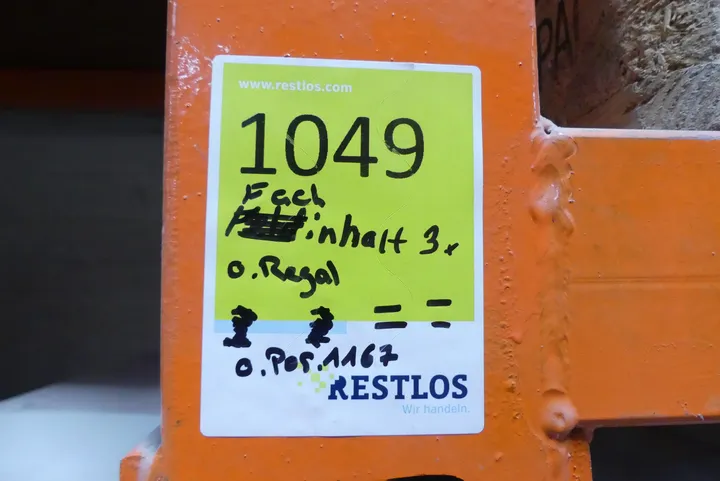 www.restlos.com
1049
Fach
inhalt 3x
o. Regal
o. Pos. 1167
RESTLOS
Wir handeln.